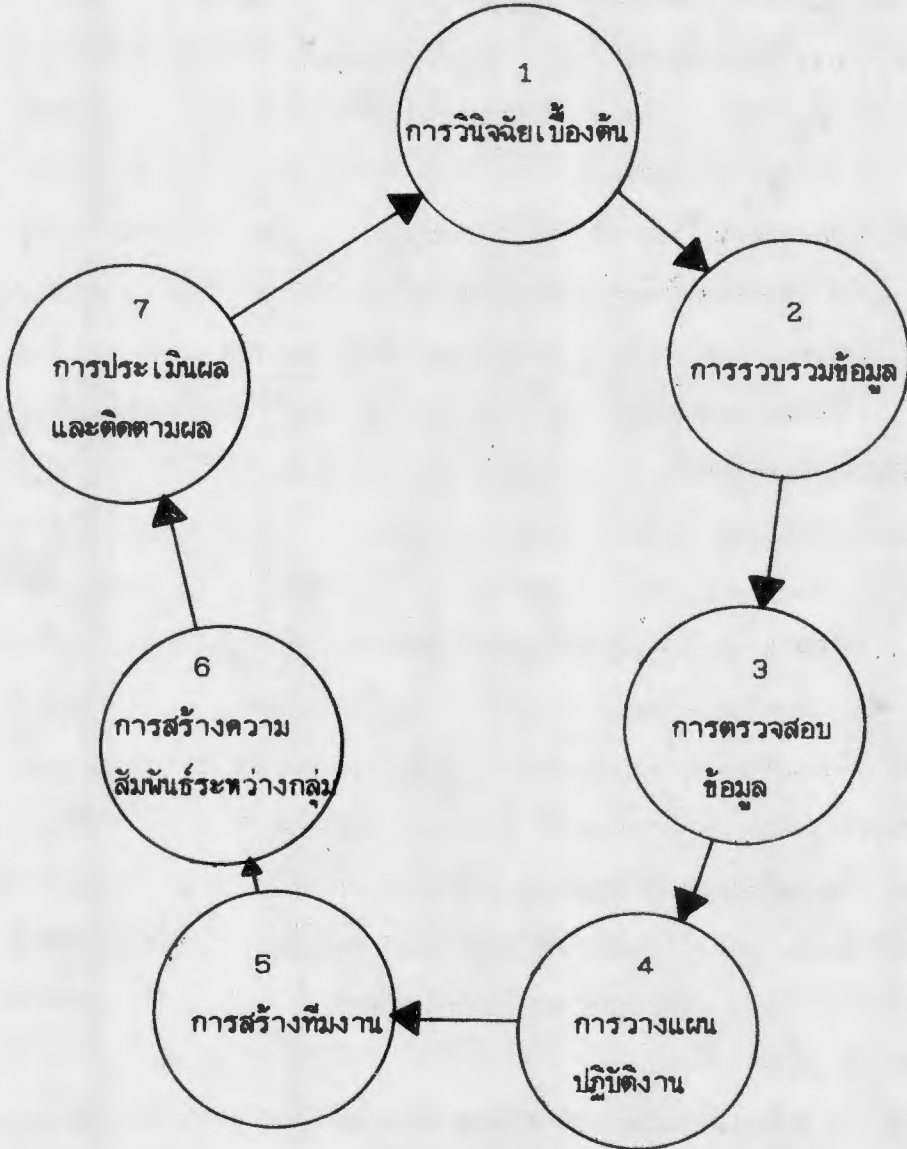 1
การวินิจฉัยเบื้องต้น
2
การรวบรวมข้อมูล
3
การตรวจสอบ
ข้อมูล
4
การวางแผน
ปฏิบัติงาน
5
การสร้างทีมงาน
6
การสร้างความ
สัมพันธ์ระหว่างกลุ่ม
7
การประเมินผล
และติดตามผล